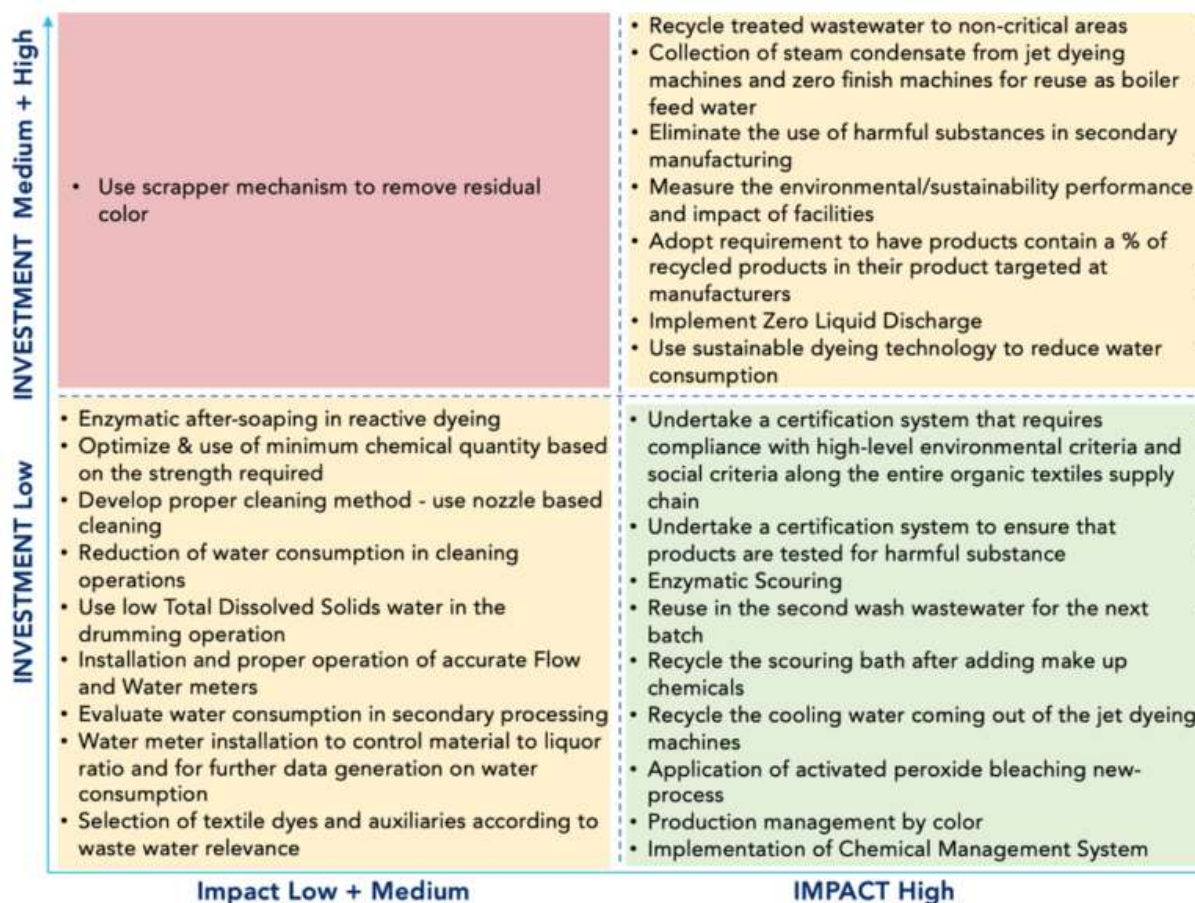 INVESTMENT Medium + High
• Use scrapper mechanism to remove residual
color
• Recycle treated wastewater to non-critical areas
• Collection of steam condensate from jet dyeing
machines and zero finish machines for reuse as boiler
feed water
• Eliminate the use of harmful substances in secondary
manufacturing
• Measure the environmental/sustainability performance
and impact of facilities
• Adopt requirement to have products contain a % of
recycled products in their product targeted at
manufacturers
• Implement Zero Liquid Discharge
• Use sustainable dyeing technology to reduce water
consumption
INVESTMENT Low
• Enzymatic after-soaping in reactive dyeing
• Optimize & use of minimum chemical quantity based
on the strength required
• Develop proper cleaning method - use nozzle based
cleaning
• Reduction of water consumption in cleaning
operations
• Use low Total Dissolved Solids water in the
drumming operation
• Installation and proper operation of accurate Flow
and Water meters
• Evaluate water consumption in secondary processing
• Water meter installation to control material to liquor
ratio and for further data generation on water
consumption
• Selection of textile dyes and auxiliaries according to
waste water relevance
• Undertake a certification system that requires
compliance with high-level environmental criteria and
social criteria along the entire organic textiles supply
chain
• Undertake a certification system to ensure that
products are tested for harmful substance
• Enzymatic Scouring
• Reuse in the second wash wastewater for the next
batch
• Recycle the scouring bath after adding make up
chemicals
• Recycle the cooling water coming out of the jet dyeing
machines
• Application of activated peroxide bleaching new-
process
• Production management by color
• Implementation of Chemical Management System
Impact Low + Medium
IMPACT High